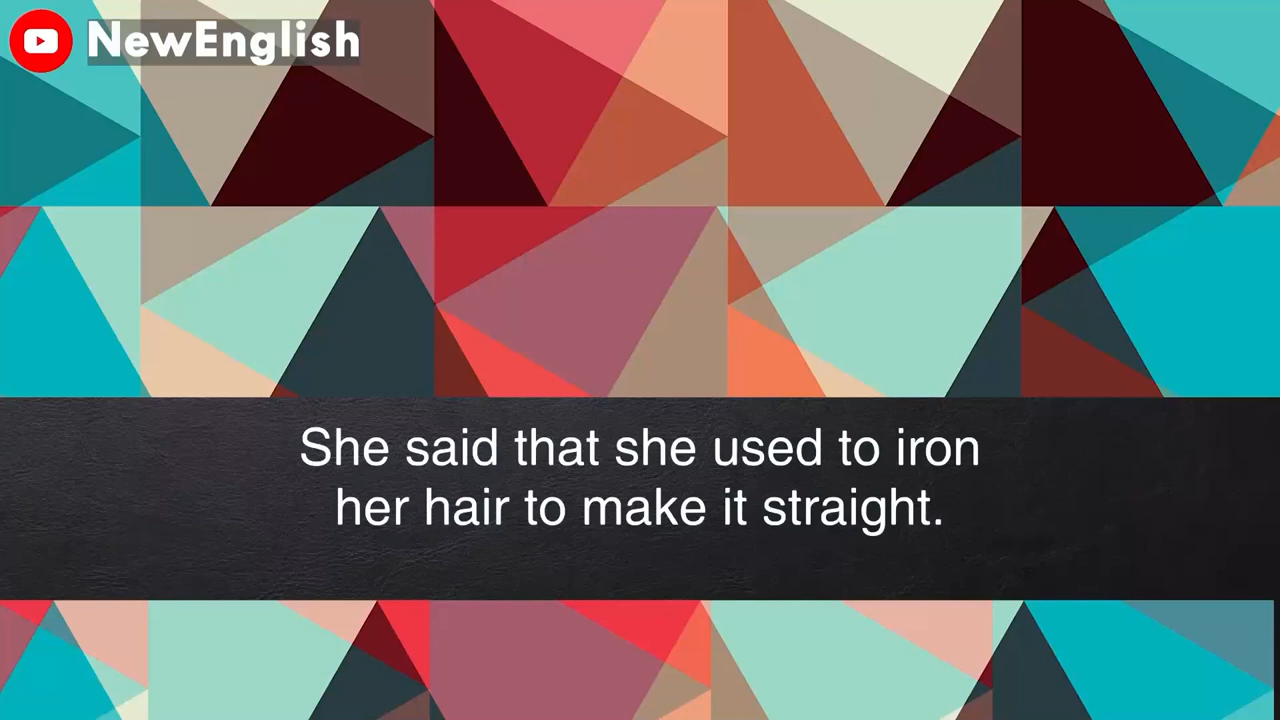 NewEnglish
She said that she used to iron
her hair to make it straight.